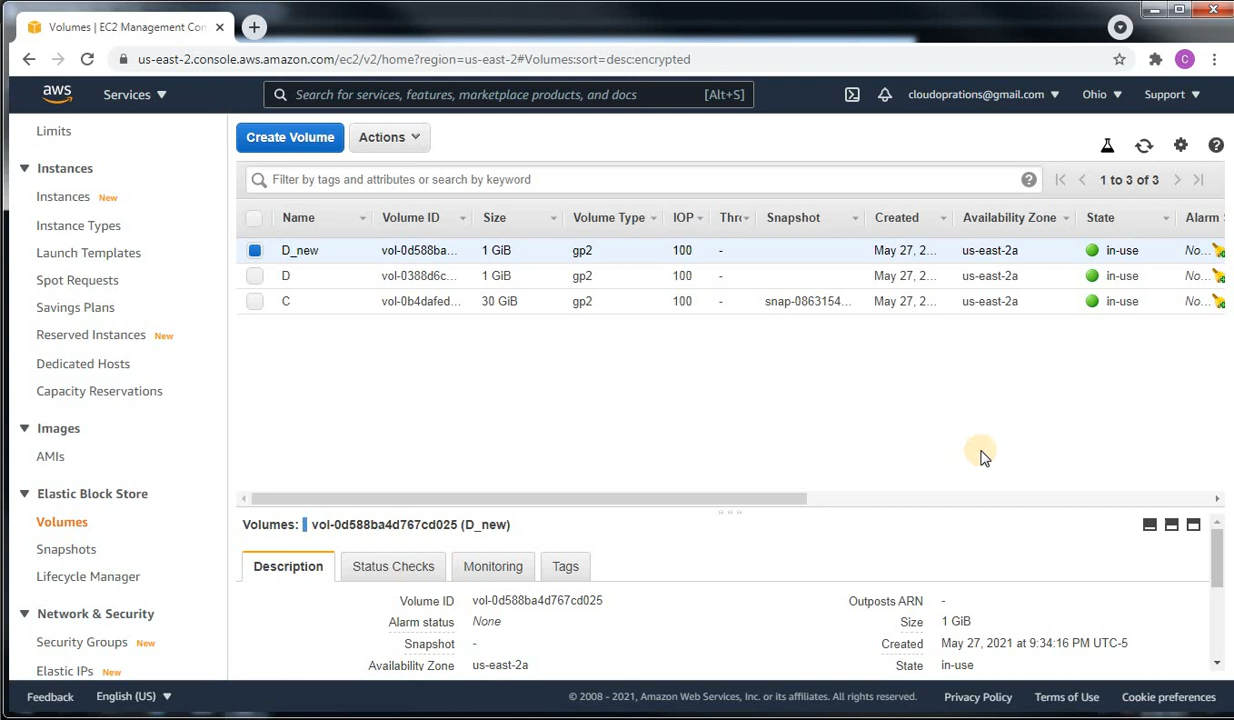 Volumes | EC2 Management Con
us-east-2.console.aws.amazon.com/ec2/v2/home?region=us-east-2#Volumes:sort=desc:encrypted
C
aws Services Search for services, features, marketplace products, and docs [Alt+S] cloudoprations@gmail.com Ohio Support
Limits
Instances
Instances New
Instance Types
Launch Templates
Spot Requests
Savings Plans
Reserved Instances New
Dedicated Hosts
Capacity Reservations
Images
AMIs
Elastic Block Store
Volumes
Snapshots
Lifecycle Manager
Network & Security
Security Groups New
Elastic IPs New
Create Volume Actions
Filter by tags and attributes or search by keyword 1 to 3 of 3
Name Volume ID Size Volume Type IOP Thr Snapshot Created Availability Zone State Alarm S
D_new vol-0d588ba... 1 GiB gp2 100 - May 27, 2... us-east-2a in-use No...
D vol-0388d6c... 1 GiB gp2 100 - May 27, 2... us-east-2a in-use No...
C vol-0b4dafed... 30 GiB gp2 100 - snap-0863154... May 27, 2... us-east-2a in-use No...
Volumes: vol-0d588ba4d767cd025 (D_new)
Description Status Checks Monitoring Tags
Volume ID vol-0d588ba4d767cd025 Outposts ARN -
Alarm status None Size 1 GiB
Snapshot - Created May 27, 2021 at 9:34:16 PM UTC-5
Availability Zone us-east-2a State in-use
Feedback English (US) © 2008 - 2021, Amazon Web Services, Inc. or its affiliates. All rights reserved. Privacy Policy Terms of Use Cookie preferences